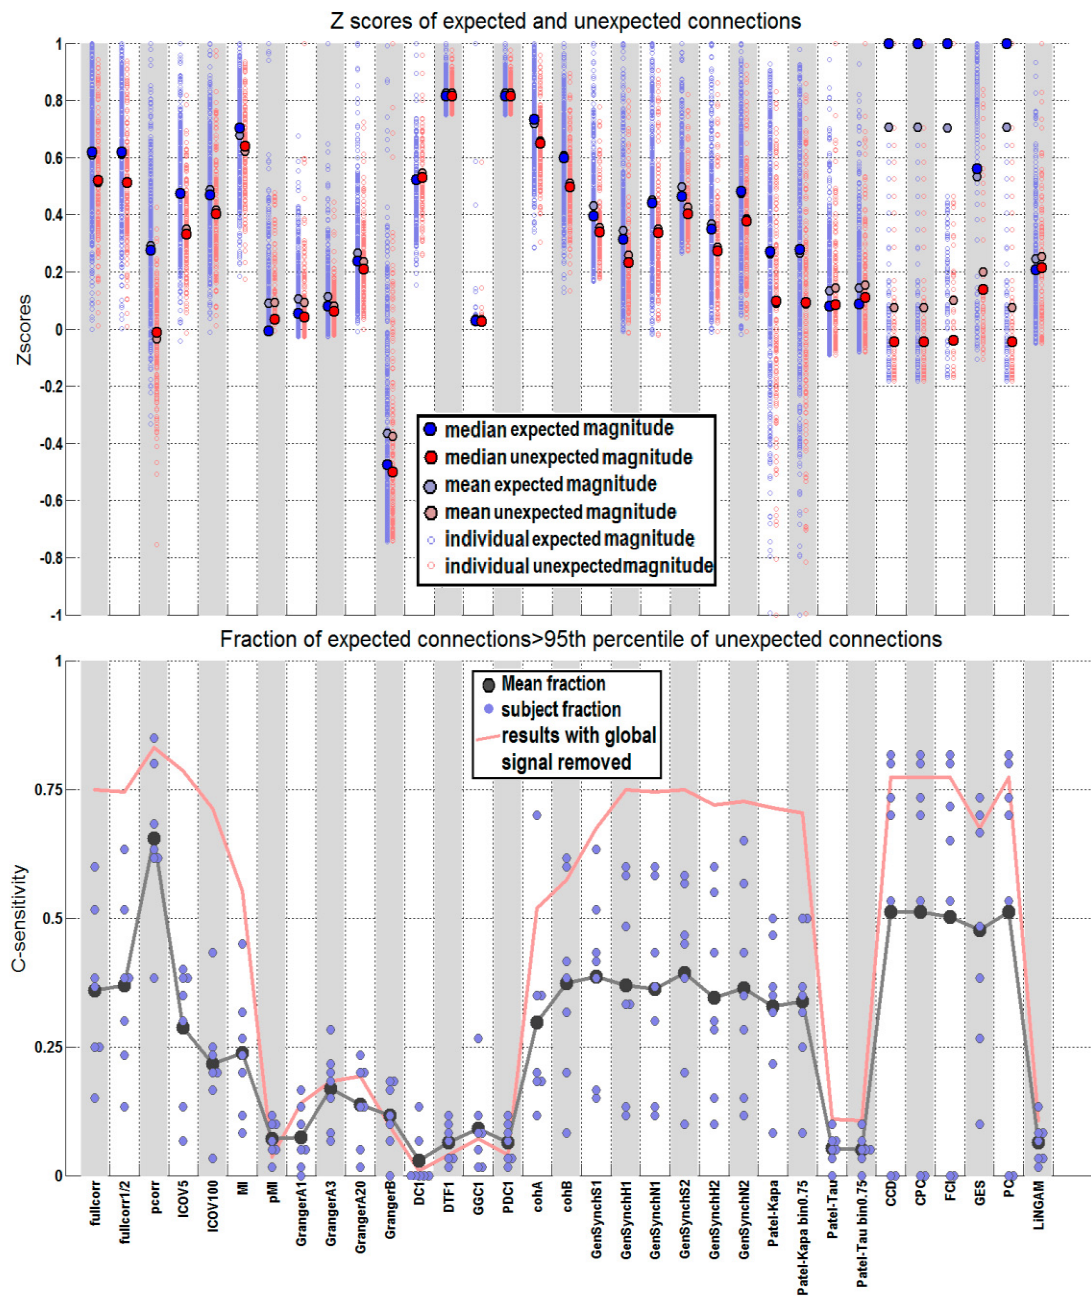 Z scores of expected and unexpected connections
1
0.8
0.6
0.4
0.2
0
-0.2
-0.4
-0.6
-0.8
-1
Zscores
median expected magnitude
median unexpected magnitude
mean expected magnitude
mean unexpected magnitude
individual expected magnitude
individual unexpectedmagnitude
Fraction of expected connections>95th percentile of unexpected connections
1
0.75
0.5
0.25
0
C-sensitivity
Mean fraction
subject fraction
results with global
signal removed
fullcorr
fullcorr1/2
pcorr
ICOV5
ICOV100
MI
pMI
GrangerA1
GrangerA3
GrangerA20
GrangerB
DC1
DTF1
GGC1
PDC1
cohA
cohB
GenSynchS1
GenSynchH1
GenSynchN1
GenSynchS2
GenSynchH2
GenSynchN2
Patel-Kapa
Patel-Kapa bin0.75
Patel-Tau
Patel-Tau bin0.75
CCD
CPC
FCI
GES
PC
LINGAM